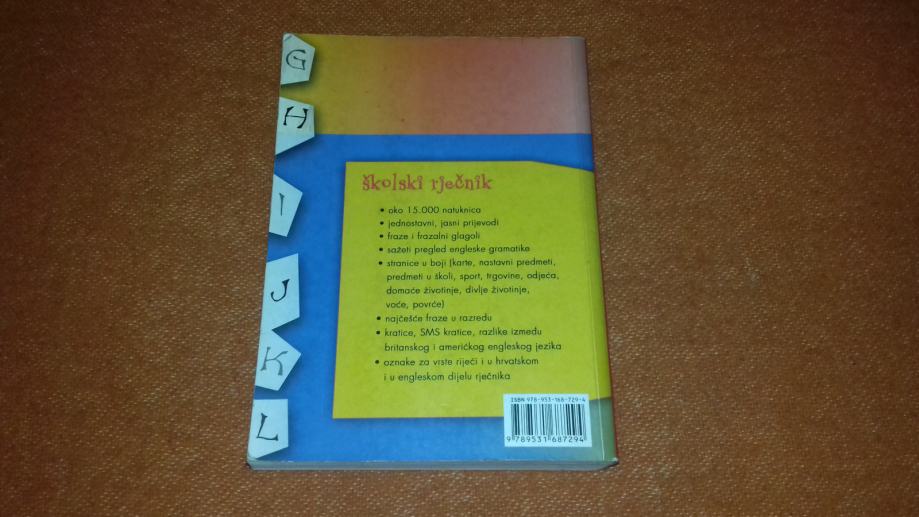 G
H
I
J
K
L
školski rječnik
• oko 15.000 natuknica
• jednostavni, jasni prijevodi
• fraze i frazalni glagoli
• sažeti pregled engleske gramatike
• stranice u boji (karte, nastavni predmeti,
predmeti u školi, sport, trgovine, odjeća,
domaće životinje, divlje životinje,
voće, povrće)
• najčešće fraze u razredu
• kratice, SMS kratice, razlike između
britanskog i američkog engleskog jezika
• oznake za vrste riječi i u hrvatskom
i u engleskom dijelu rječnika
ISBN 978-953-168-729-4
9 789531 687294